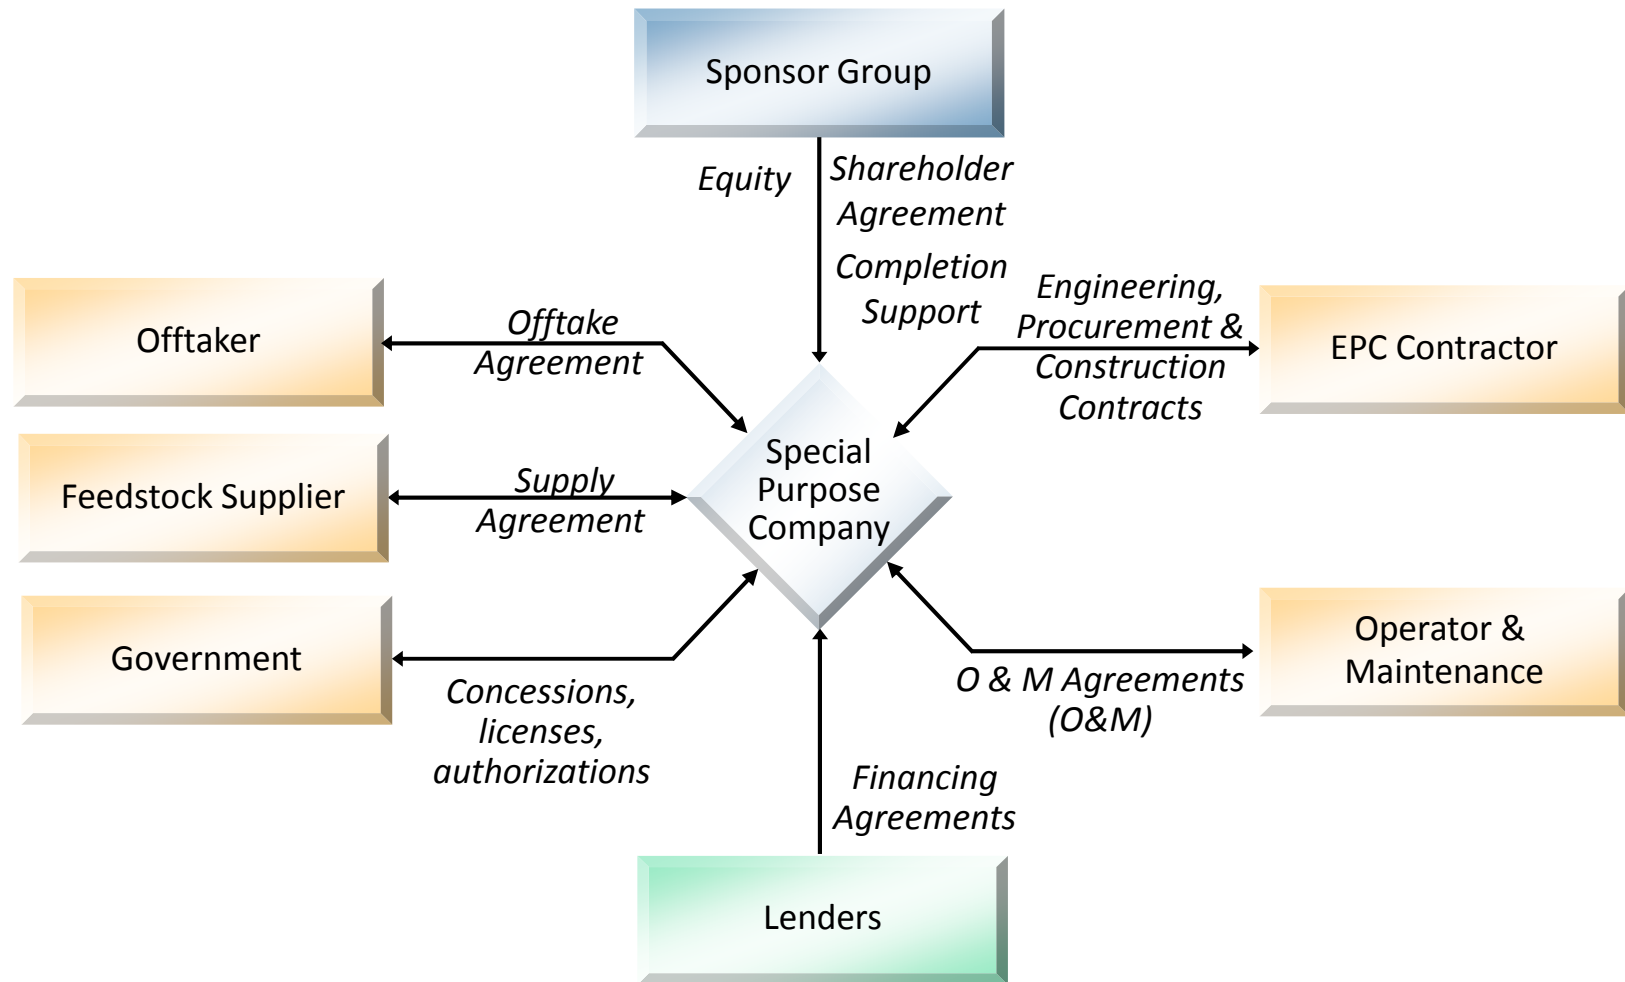 Sponsor Group
Equity
Shareholder
Agreement
Completion
Support
Offtaker
Offtake
Agreement
Engineering,
Procurement &
Construction
Contracts
EPC Contractor
Feedstock Supplier
Supply
Agreement
Special
Purpose
Company
Government
Concessions,
licenses,
authorizations
Operator &
Maintenance
O & M Agreements
(O&M)
Financing
Agreements
Lenders